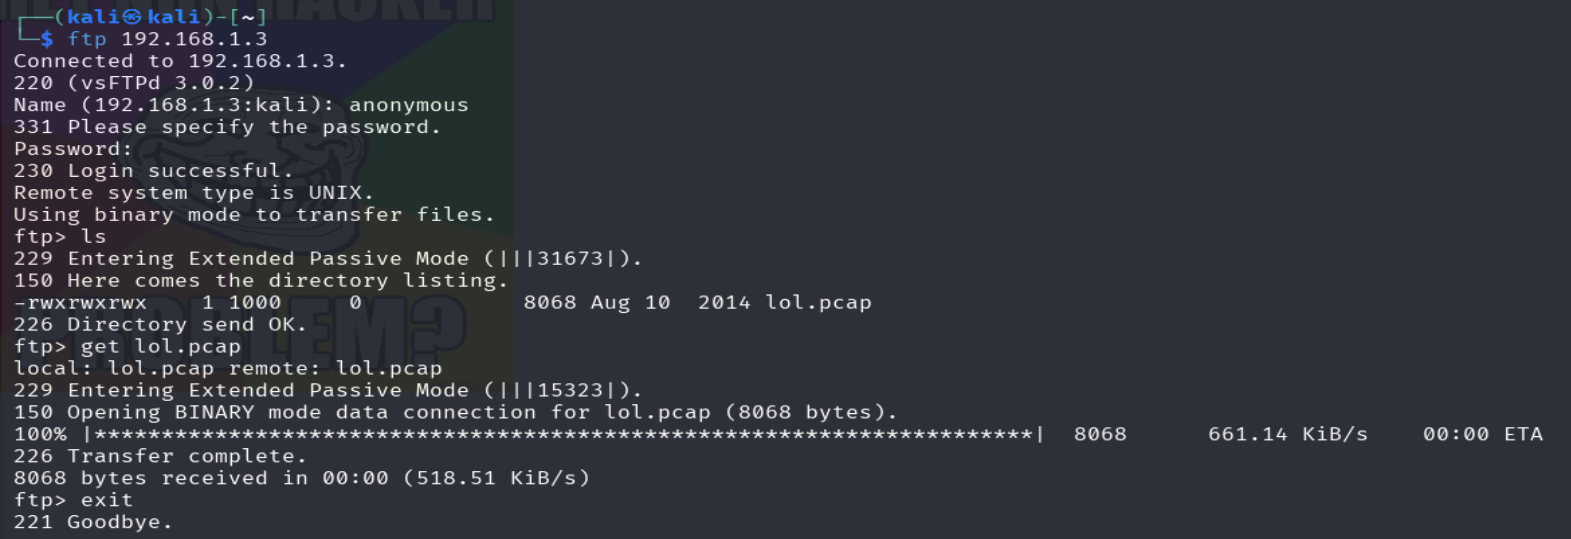 HACKER
┌──(kali㉿kali)-[~]
└─$ ftp 192.168.1.3
Connected to 192.168.1.3.
220 (vsFTPd 3.0.2)
Name (192.168.1.3:kali): anonymous
331 Please specify the password.
Password:
230 Login successful.
Remote system type is UNIX.
Using binary mode to transfer files.
ftp> ls
229 Entering Extended Passive Mode (|||31673|).
150 Here comes the directory listing.
-rwxrwxrwx    1 1000     0            8068 Aug 10  2014 lol.pcap
226 Directory send OK.
PROBLEM?
ftp> get lol.pcap
local: lol.pcap remote: lol.pcap
229 Entering Extended Passive Mode (|||15323|).
150 Opening BINARY mode data connection for lol.pcap (8068 bytes).
100% |**********************************************************************|  8068      661.14 KiB/s    00:00 ETA
226 Transfer complete.
8068 bytes received in 00:00 (518.51 KiB/s)
ftp> exit
221 Goodbye.